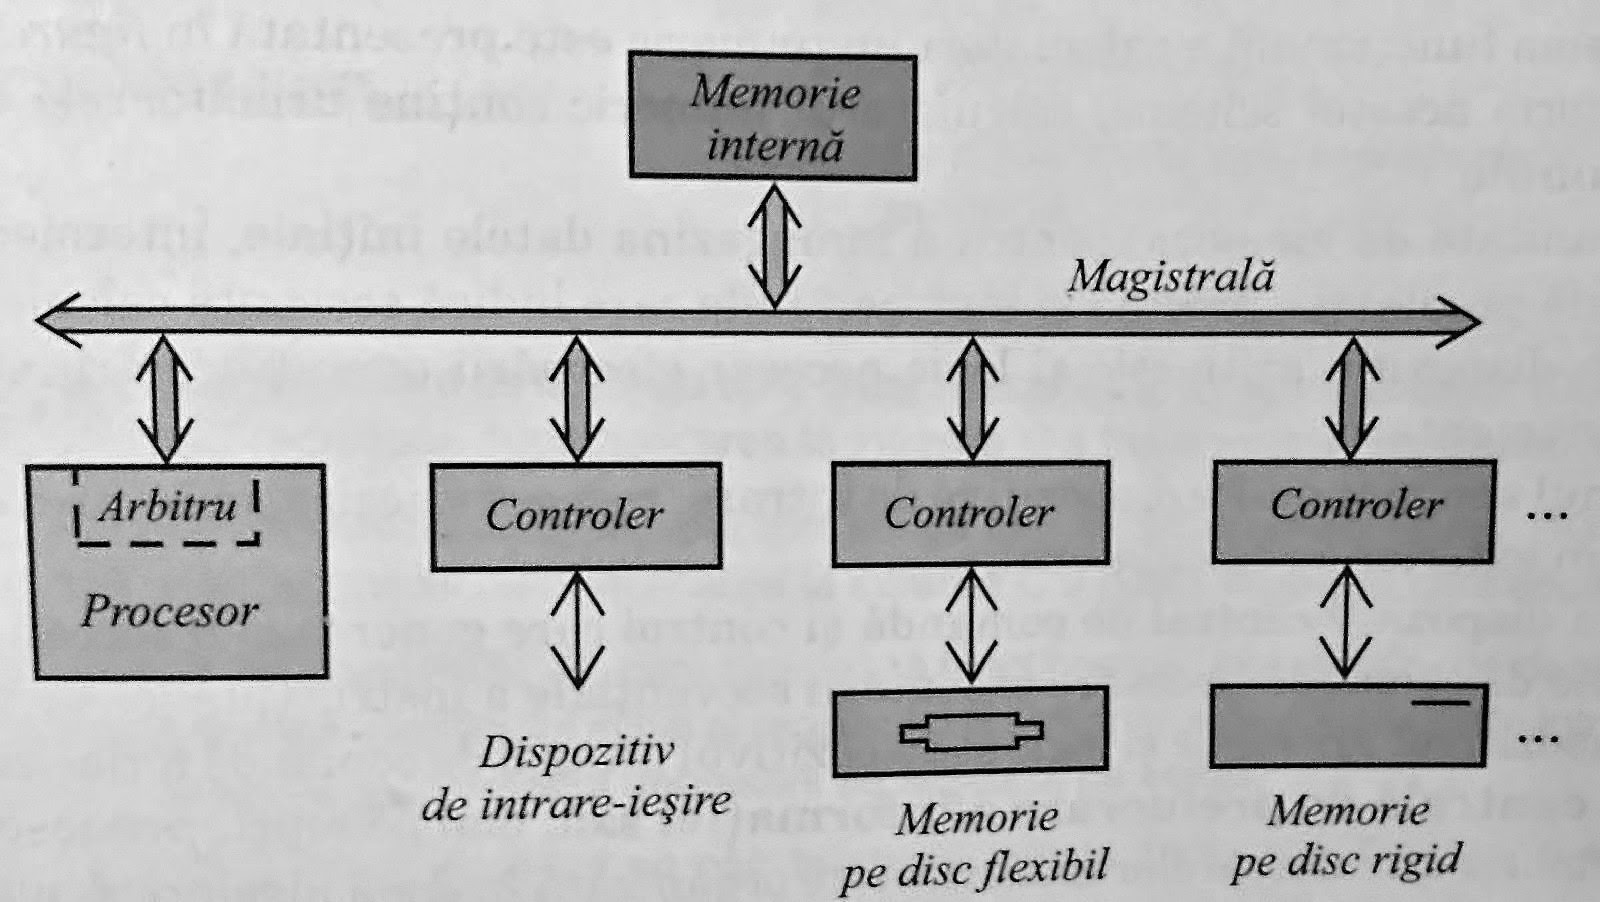 Memorie
internă
Magistrală
Arbitru
Procesor
Controler
Controler
Controler
...
Dispozitiv
de intrare-ieşire
Memorie
pe disc flexibil
Memorie
pe disc rigid
...